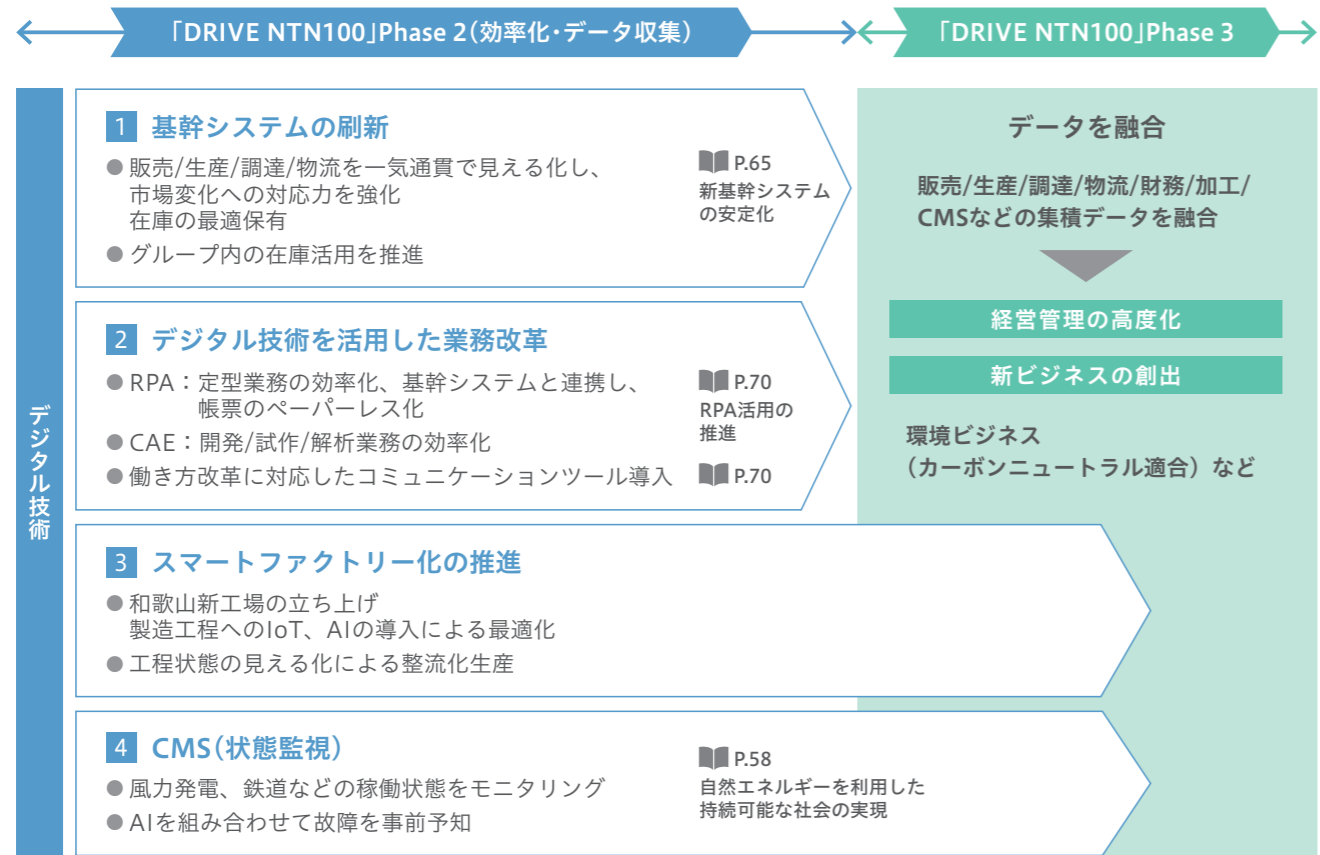 「DRIVE NTN100」Phase 2(効率化・データ収集)
「DRIVE NTN100」Phase 3
デジタル技術
1 基幹システムの刷新
● 販売/生産/調達/物流を一気通貫で見える化し、
市場変化への対応力を強化
在庫の最適保有
● グループ内の在庫活用を推進
P.65
新基幹システム
の安定化
2 デジタル技術を活用した業務改革
● RPA：定型業務の効率化、基幹システムと連携し、
帳票のペーパーレス化
● CAE：開発/試作/解析業務の効率化
● 働き方改革に対応したコミュニケーションツール導入
P.70
RPA活用の
推進
P.70
3 スマートファクトリー化の推進
● 和歌山新工場の立ち上げ
製造工程へのIoT、AIの導入による最適化
● 工程状態の見える化による整流化生産
4 CMS(状態監視)
● 風力発電、鉄道などの稼働状態をモニタリング
● AIを組み合わせて故障を事前予知
P.58
自然エネルギーを利用した
持続可能な社会の実現
データを融合
販売/生産/調達/物流/財務/加工/
CMSなどの集積データを融合
経営管理の高度化
新ビジネスの創出
環境ビジネス
（カーボンニュートラル適合）など